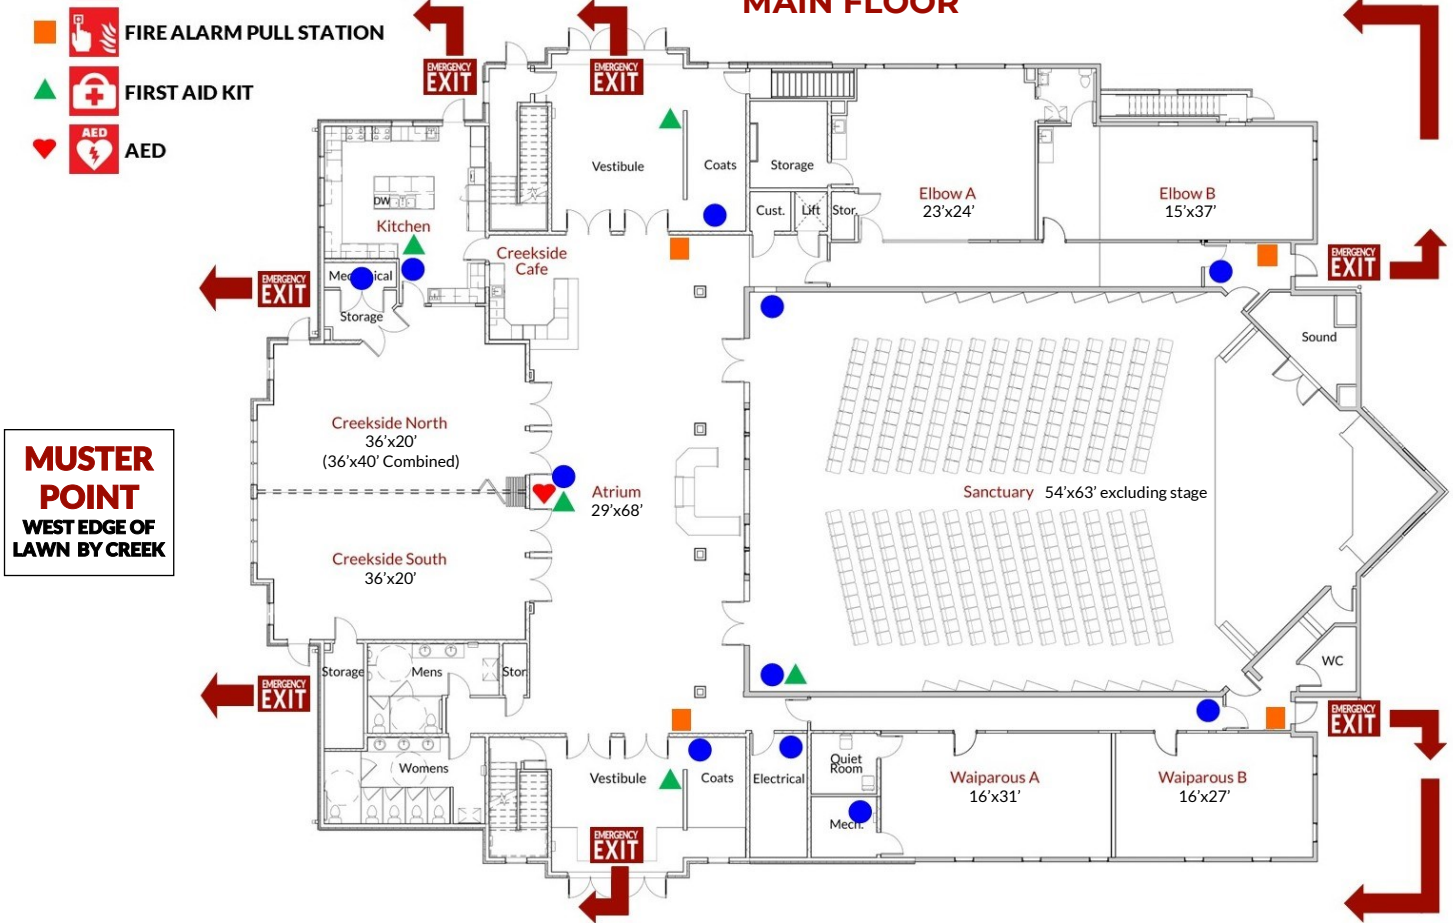 MAIN FLOOR
FIRE ALARM PULL STATION
FIRST AID KIT
AED
AED
EMERGENCY
EXIT
EMERGENCY
EXIT
Vestibule
Coats
Storage
Elbow A
23'x24'
Elbow B
15'x37'
DW
Kitchen
Cust.
Lift
Stor.
Creekside
Cafe
EMERGENCY
EXIT
EMERGENCY
EXIT
Mechanical
Storage
Sound
Creekside North
36'x20'
(36'x40' Combined)
MUSTER
POINT
WEST EDGE OF
LAWN BY CREEK
Atrium
29'x68'
Sanctuary 54'x63' excluding stage
Creekside South
36'x20'
Storage
Mens
Stor.
WC
EMERGENCY
EXIT
EMERGENCY
EXIT
Womens
Vestibule
Coats
Electrical
Quiet
Room
Waiparous A
16'x31'
Waiparous B
16'x27'
Mech.
EMERGENCY
EXIT